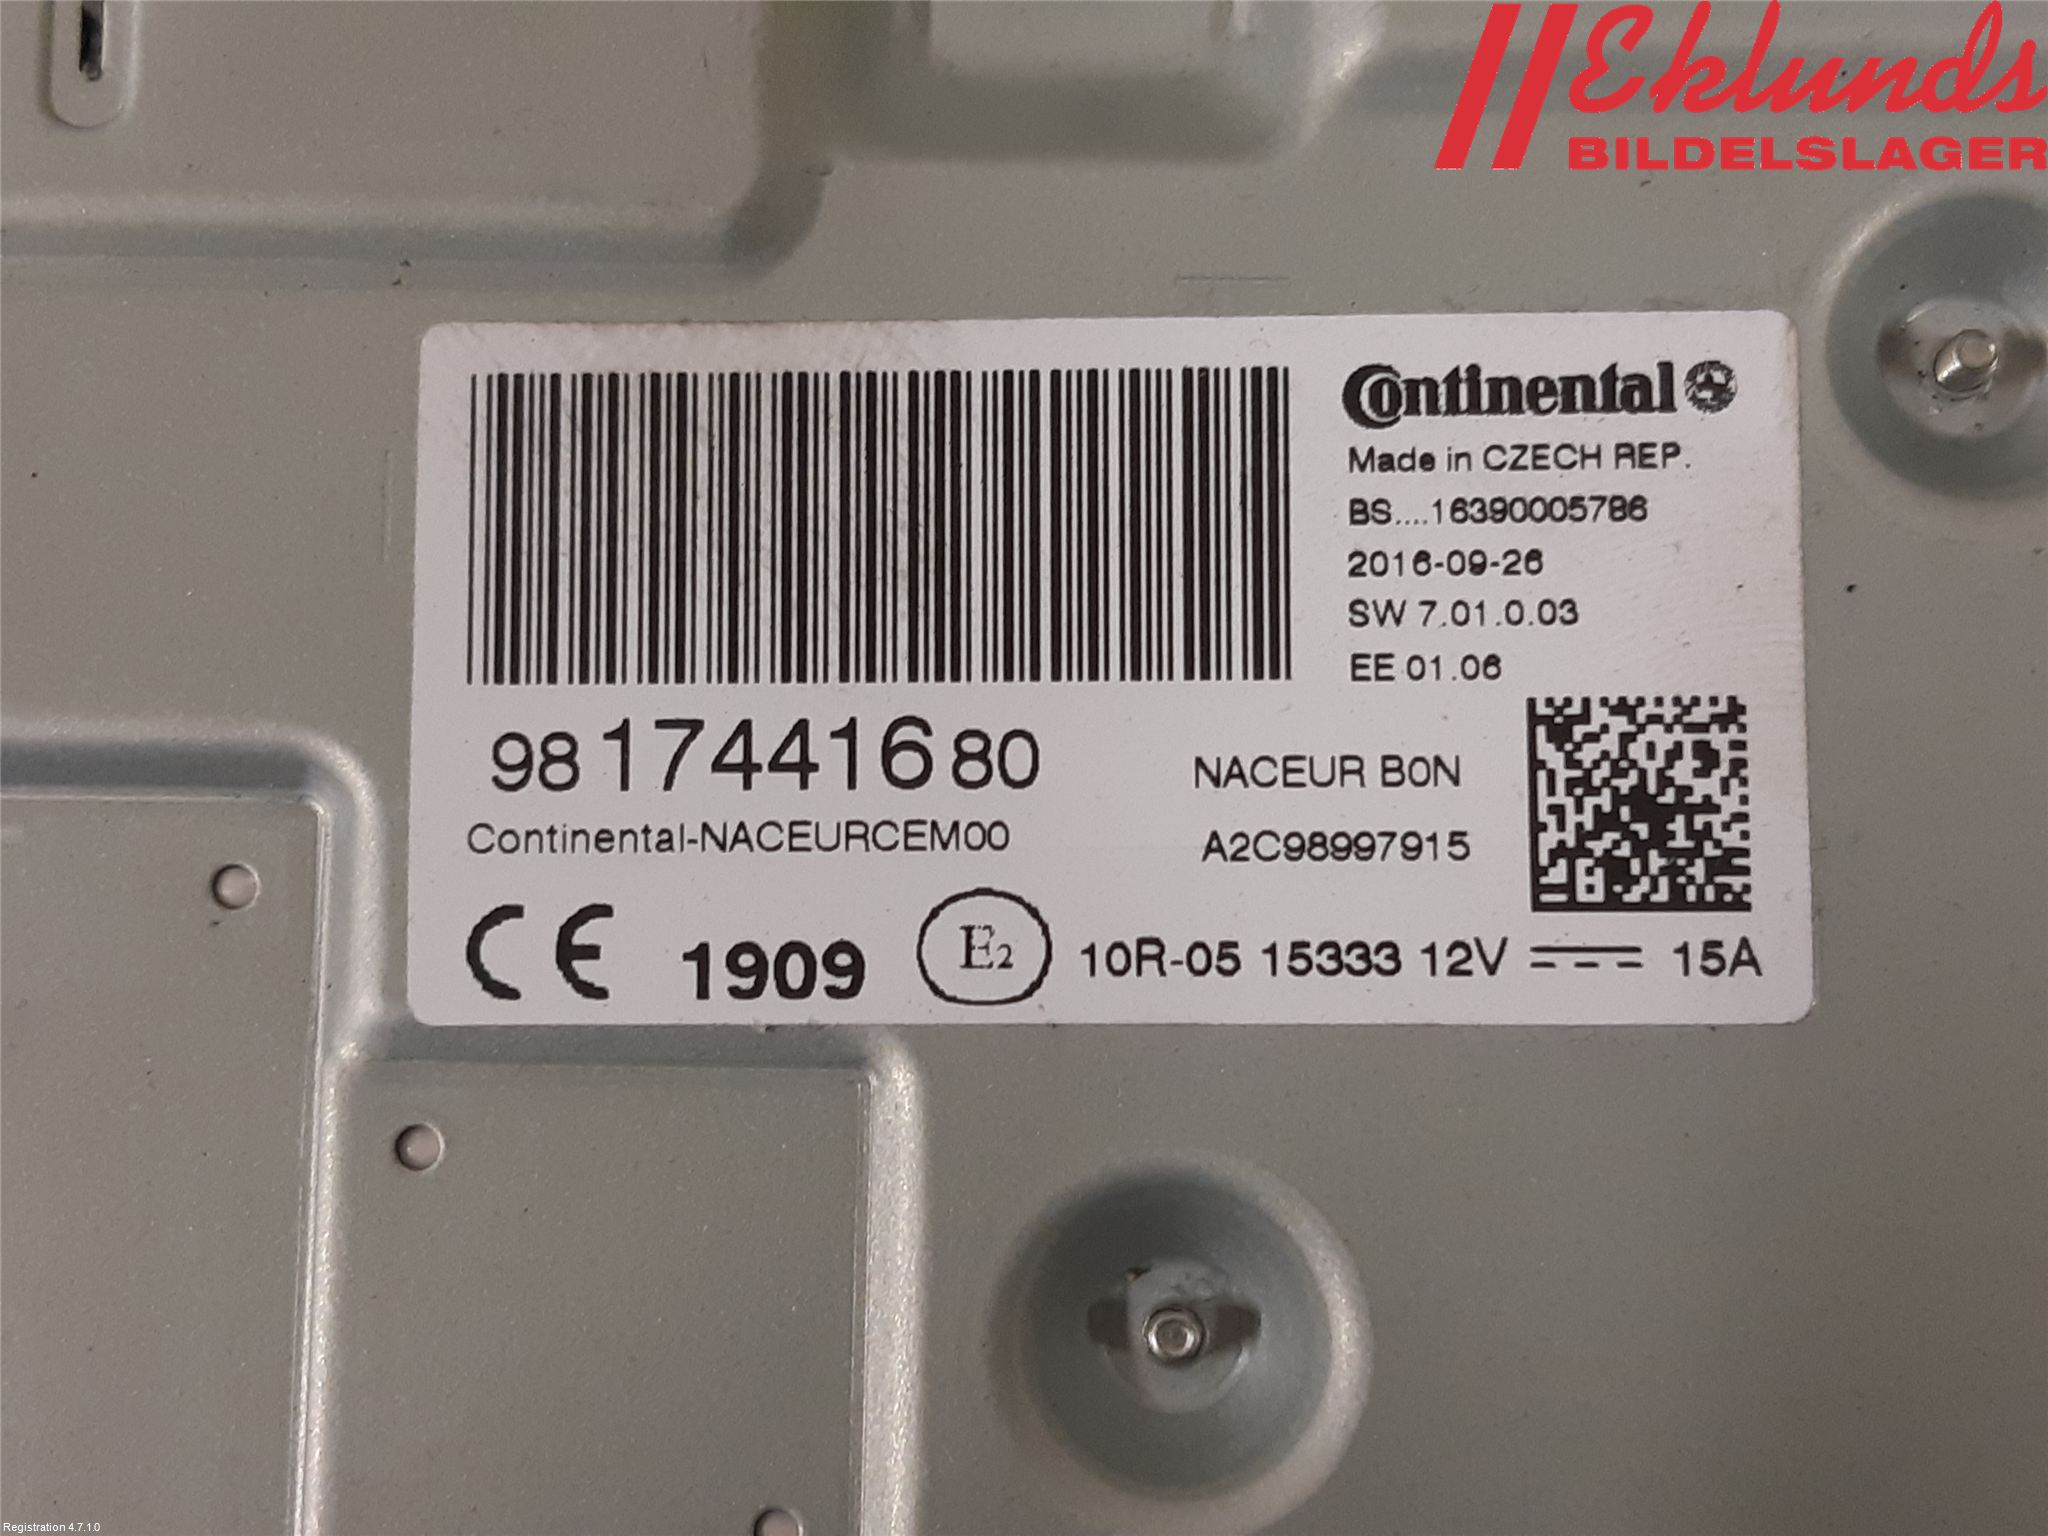 Eklunds
BILDELSLAGER
Continental
Made in CZECH REP.
BS....16390005786
2016-09-26
SW 7.01.0.03
EE 01.06
9817441680
NACEUR B0N
Continental-NACEURCEM00
A2C98997915
CE 1909 E2 10R-05 15333 12V 15A
Registration 4.7.1.0